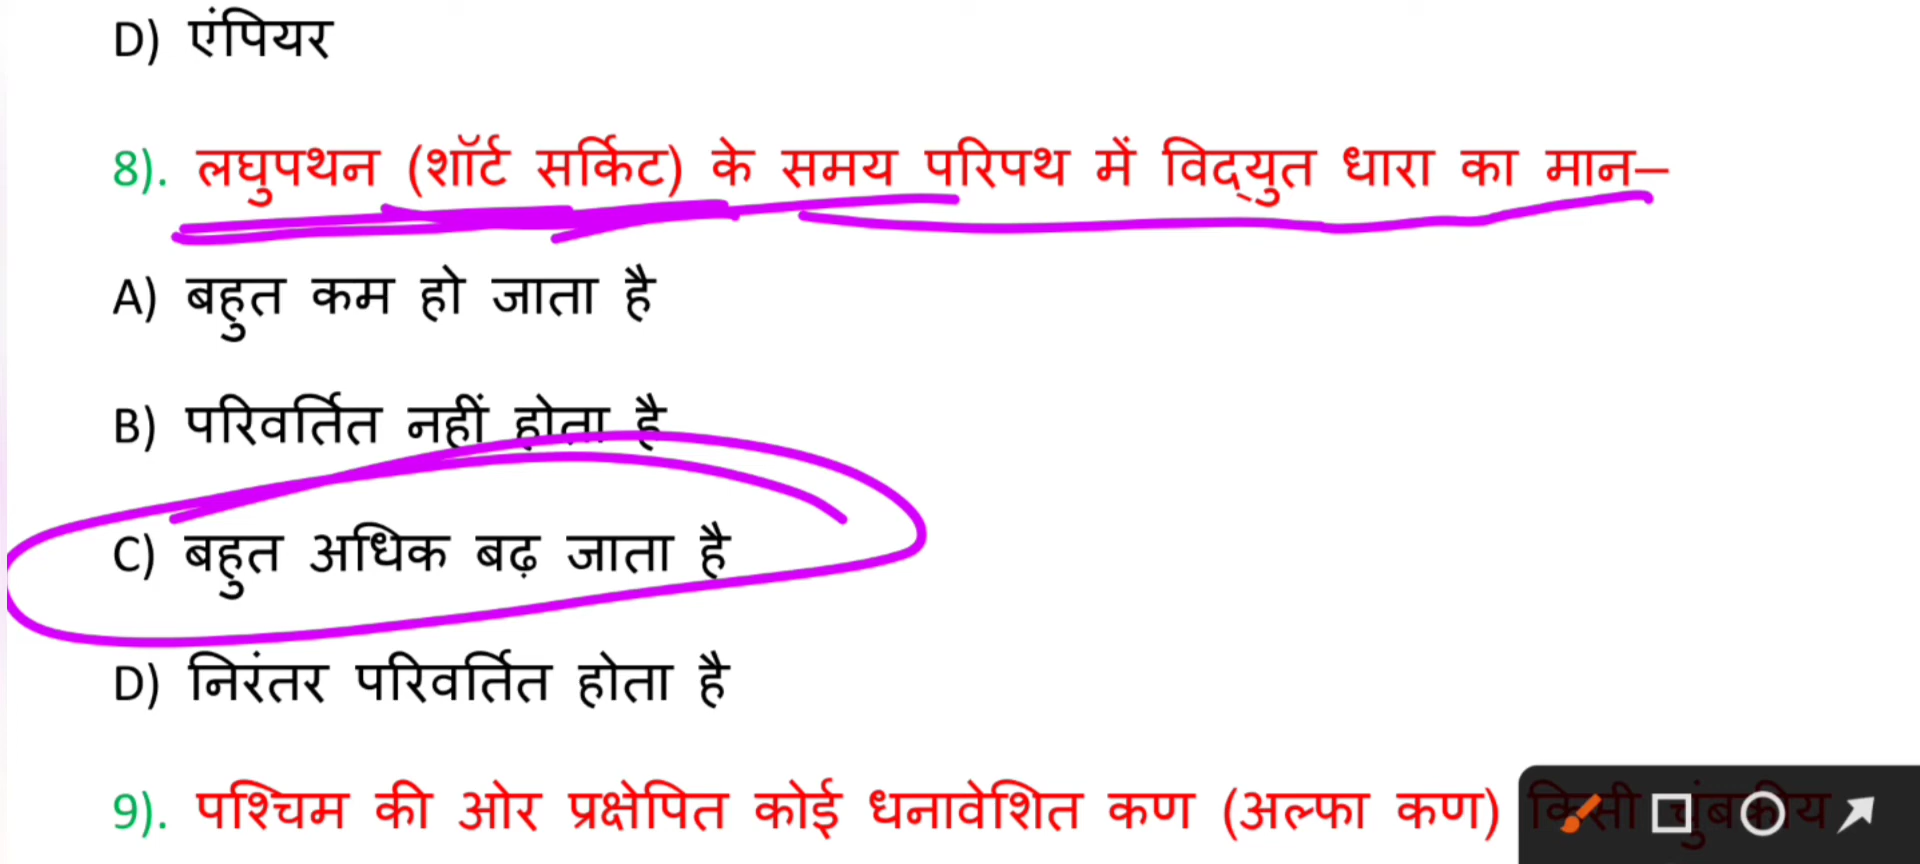 D) एंपियर
8). लघुपथन (शॉर्ट सर्किट) के समय परिपथ में विद्युत धारा का मान–
A) बहुत कम हो जाता है
B) परिवर्तित नहीं होता है
C) बहुत अधिक बढ़ जाता है
D) निरंतर परिवर्तित होता है
9). पश्चिम की ओर प्रक्षेपित कोई धनावेशित कण (अल्फा कण) किसी चुंबकीय